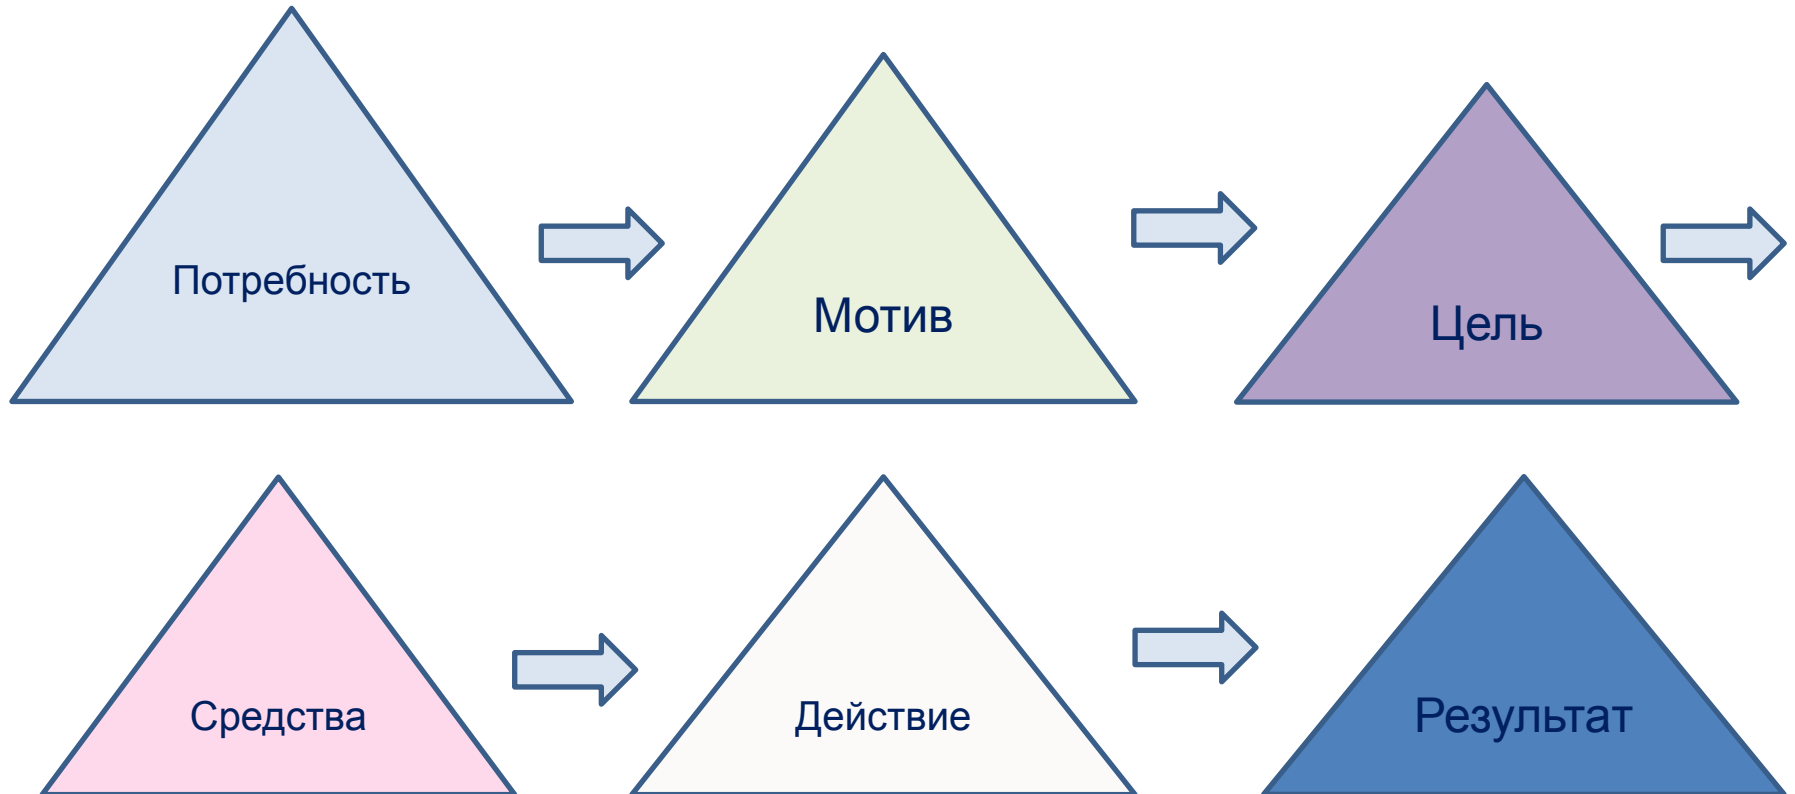 Потребность
Мотив
Цель
Средства
Действие
Результат